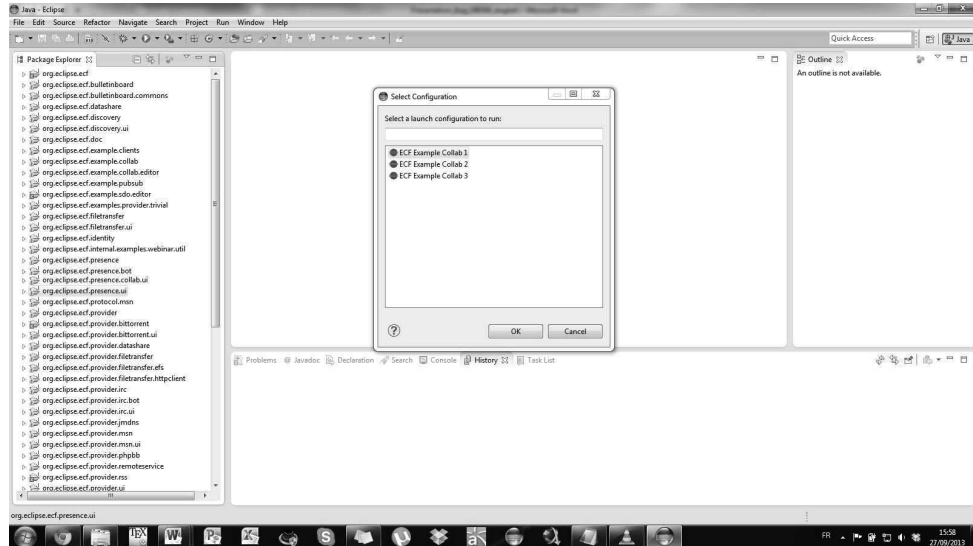 Java - Eclipse
File Edit Source Refactor Navigate Search Project Run Window Help
Quick Access
Java
Package Explorer
org.eclipse.ecf
org.eclipse.ecf.bulletinboard
org.eclipse.ecf.bulletinboard.commons
org.eclipse.ecf.datashare
org.eclipse.ecf.discovery
org.eclipse.ecf.discovery.ui
org.eclipse.ecf.doc
org.eclipse.ecf.example.clients
org.eclipse.ecf.example.collab
org.eclipse.ecf.example.collab.editor
org.eclipse.ecf.example.pubsub
org.eclipse.ecf.example.sdo.editor
org.eclipse.ecf.examples.provider.trivial
org.eclipse.ecf.filetransfer
org.eclipse.ecf.filetransfer.ui
org.eclipse.ecf.identity
org.eclipse.ecf.internal.examples.webinar.util
org.eclipse.ecf.presence
org.eclipse.ecf.presence.bot
org.eclipse.ecf.presence.collab.ui
org.eclipse.ecf.presence.ui
org.eclipse.ecf.protocol.msn
org.eclipse.ecf.provider
org.eclipse.ecf.provider.bittorrent
org.eclipse.ecf.provider.bittorrent.ui
org.eclipse.ecf.provider.datashare
org.eclipse.ecf.provider.filetransfer
org.eclipse.ecf.provider.filetransfer.efs
org.eclipse.ecf.provider.filetransfer.httpclient
org.eclipse.ecf.provider.irc
org.eclipse.ecf.provider.irc.bot
org.eclipse.ecf.provider.irc.ui
org.eclipse.ecf.provider.jmdns
org.eclipse.ecf.provider.msn
org.eclipse.ecf.provider.msn.ui
org.eclipse.ecf.provider.phpbb
org.eclipse.ecf.provider.remoteservice
org.eclipse.ecf.provider.rss
org.eclipse.ecf.provider.ui
Select Configuration
Select a launch configuration to run:
ECF Example Collab 1
ECF Example Collab 2
ECF Example Collab 3
OK Cancel
Outline
An outline is not available.
Problems @ Javadoc Declaration Search Console History Task List
org.eclipse.ecf.presence.ui
FR 15:58
27/09/2013